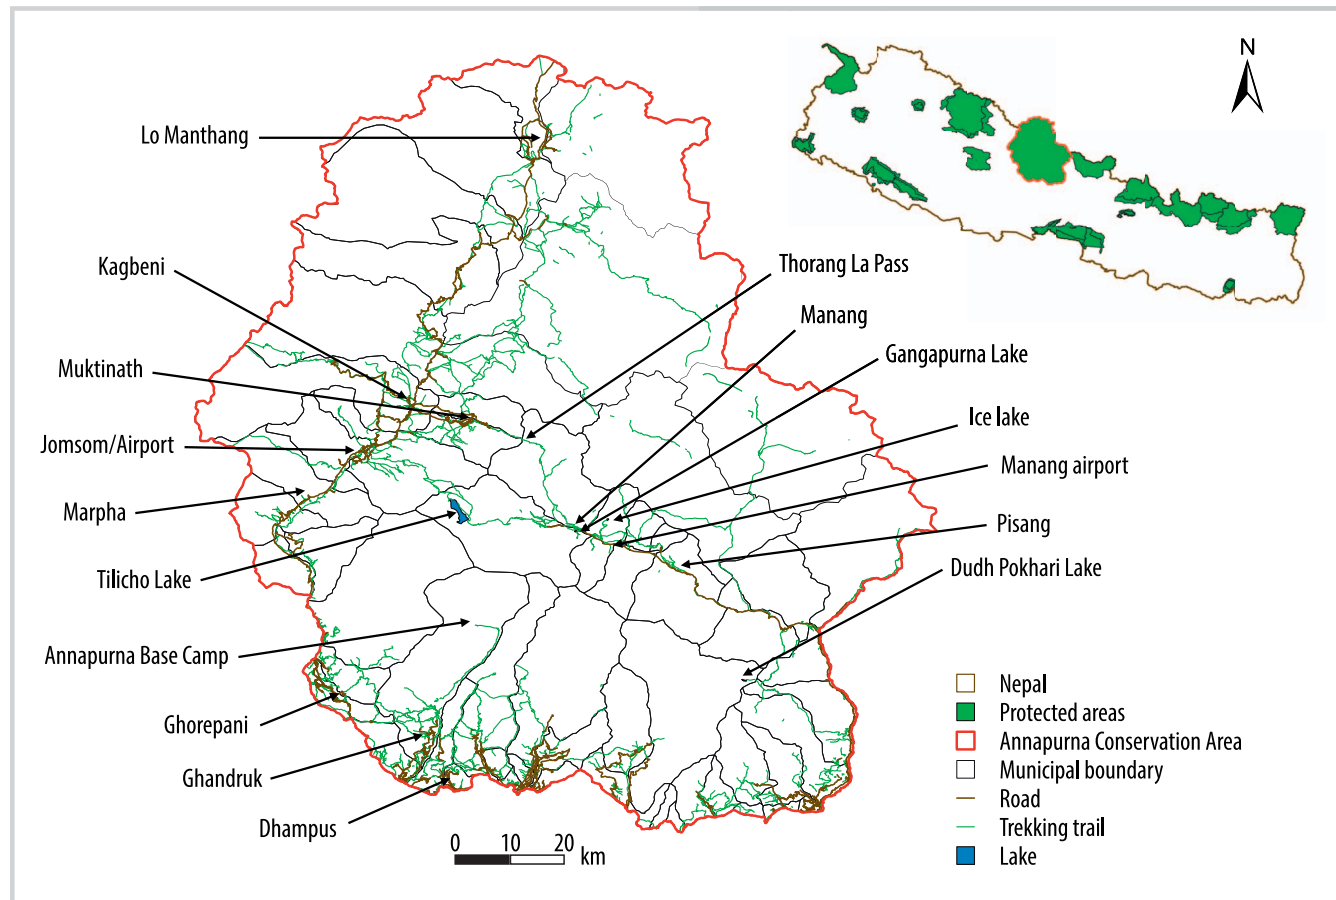 N
Lo Manthang
Kagbeni
Muktinath
Jomsom/Airport
Marpha
Tilicho Lake
Annapurna Base Camp
Ghorepani
Ghandruk
Dhampus
Thorang La Pass
Manang
Gangapurna Lake
Ice lake
Manang airport
Pisang
Dudh Pokhari Lake
Nepal
Protected areas
Annapurna Conservation Area
Municipal boundary
Road
Trekking trail
Lake
0 10 20
km